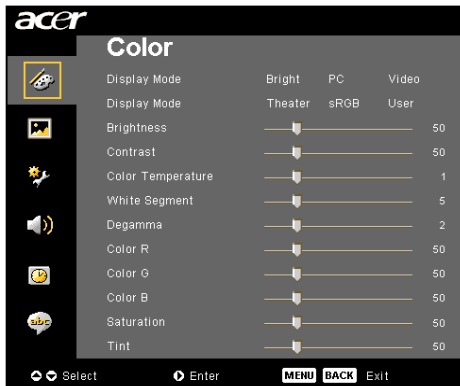 acer
Color
Display Mode Bright PC Video
Display Mode Theater sRGB User
Brightness 50
Contrast 50
Color Temperature 1
White Segment 5
Degamma 2
Color R 50
Color G 50
Color B 50
Saturation 50
Tint 50
abc
Select Enter MENU BACK Exit